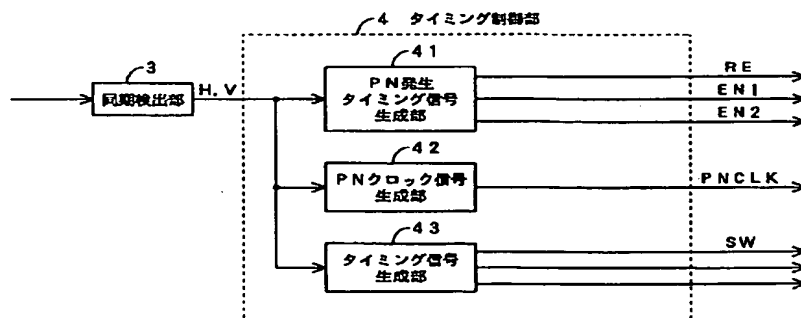 4 タイミング制御部
3
同期検出部
H.V
41
PN発生
タイミング信号
生成部
RE
EN1
EN2
42
PNクロック信号
生成部
PNCLK
43
タイミング信号
生成部
SW